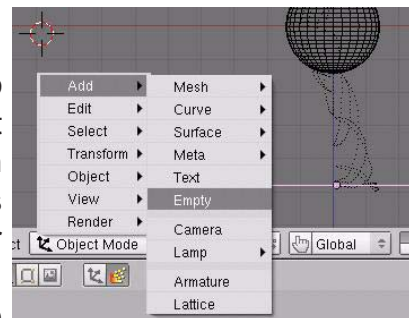 Add
Edit
Select
Transform
Object
View
Render
Mesh
Curve
Surface
Meta
Text
Empty
Camera
Lamp
Armature
Lattice
Object Mode
Global